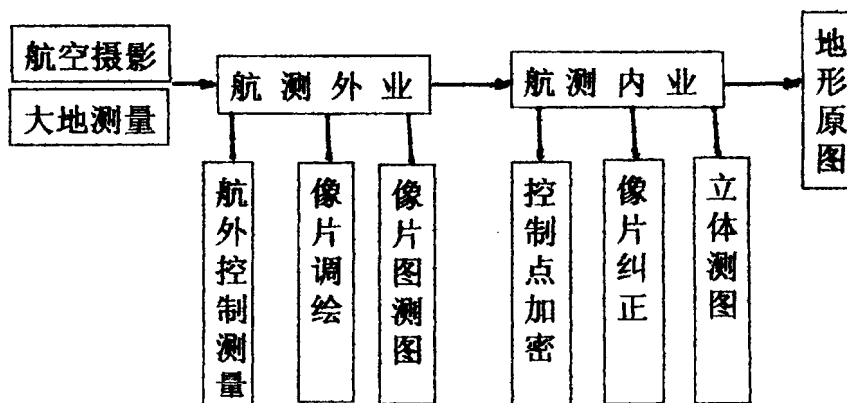 航空摄影
大地测量
航测外业
航测内业
地形原图
航外控制测量
像片调绘
像片图测图
控制点加密
像片纠正
立体测图